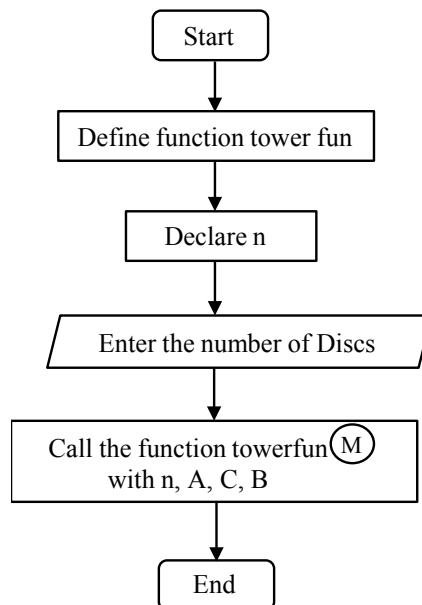 Start
Define function tower fun
Declare n
Enter the number of Discs
Call the function towerfun M
with n, A, C, B
End